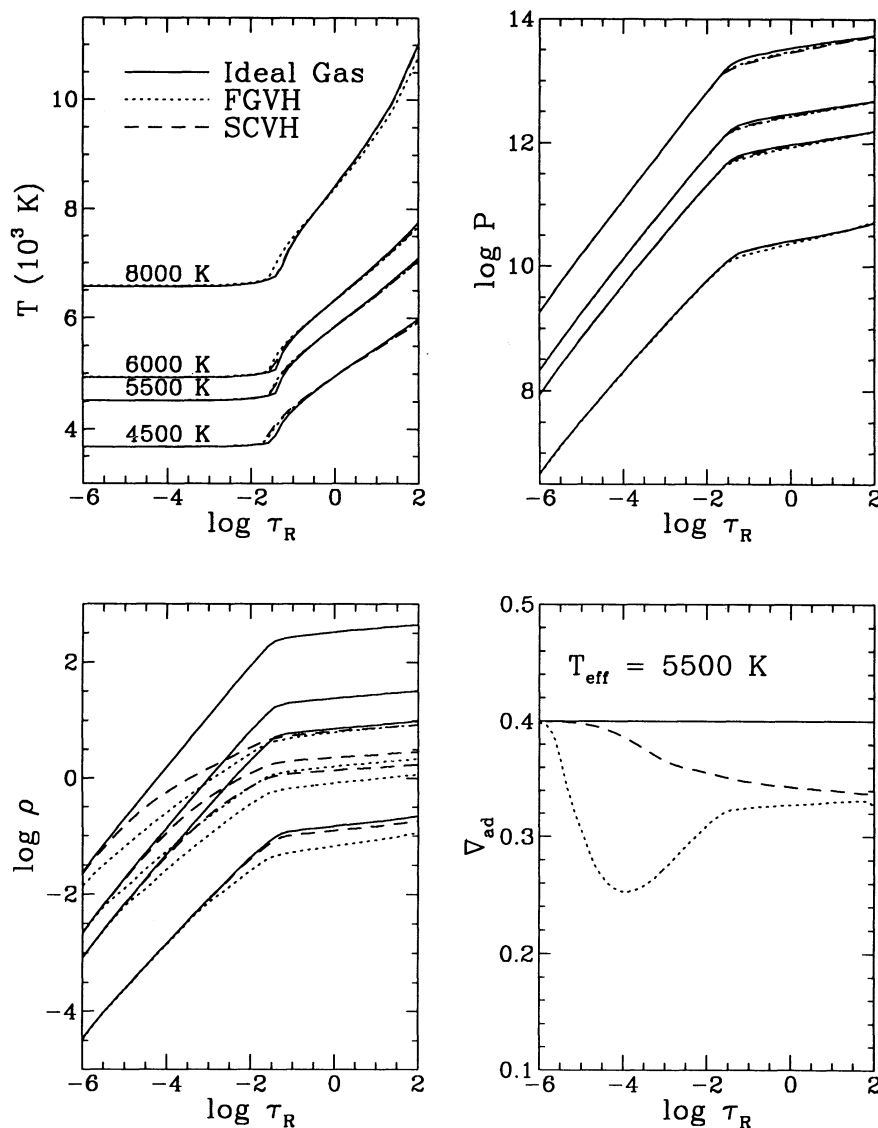 10
8
6
4
T (10³ K)
Ideal Gas
FGVH
SCVH
8000 K
6000 K
5500 K
4500 K
-6
-4
-2
0
2
log τ_R
14
12
10
8
log P
-6
-4
-2
0
2
log τ_R
2
0
-2
-4
log ρ
-6
-4
-2
0
2
log τ_R
0.5
0.4
0.3
0.2
0.1
∇_ad
T_eff = 5500 K
-6
-4
-2
0
2
log τ_R